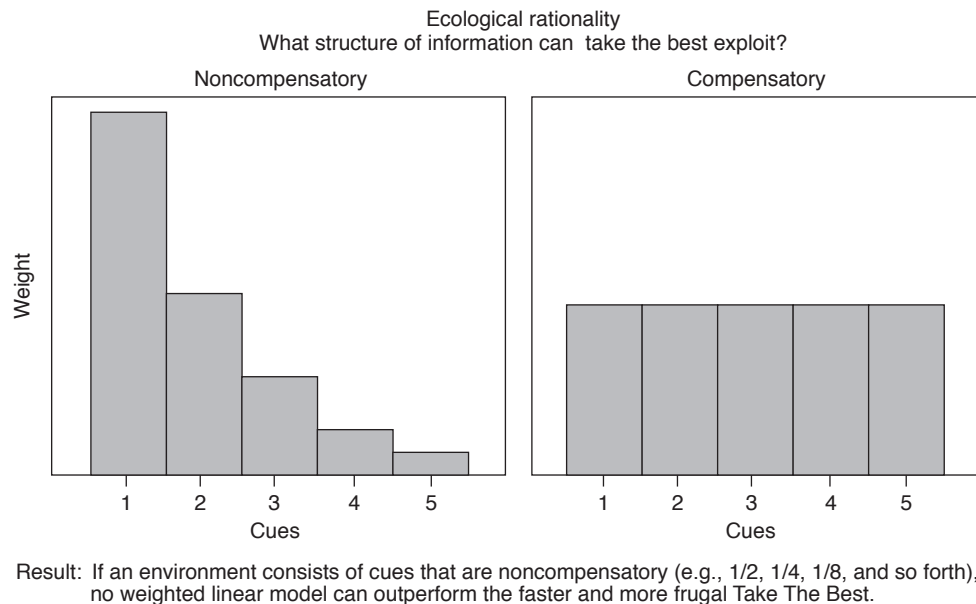 Ecological rationality
What structure of information can take the best exploit?
Noncompensatory
Compensatory
Weight
1 2 3 4 5
Cues
1 2 3 4 5
Cues
Result: If an environment consists of cues that are noncompensatory (e.g., 1/2, 1/4, 1/8, and so forth),
no weighted linear model can outperform the faster and more frugal Take The Best.